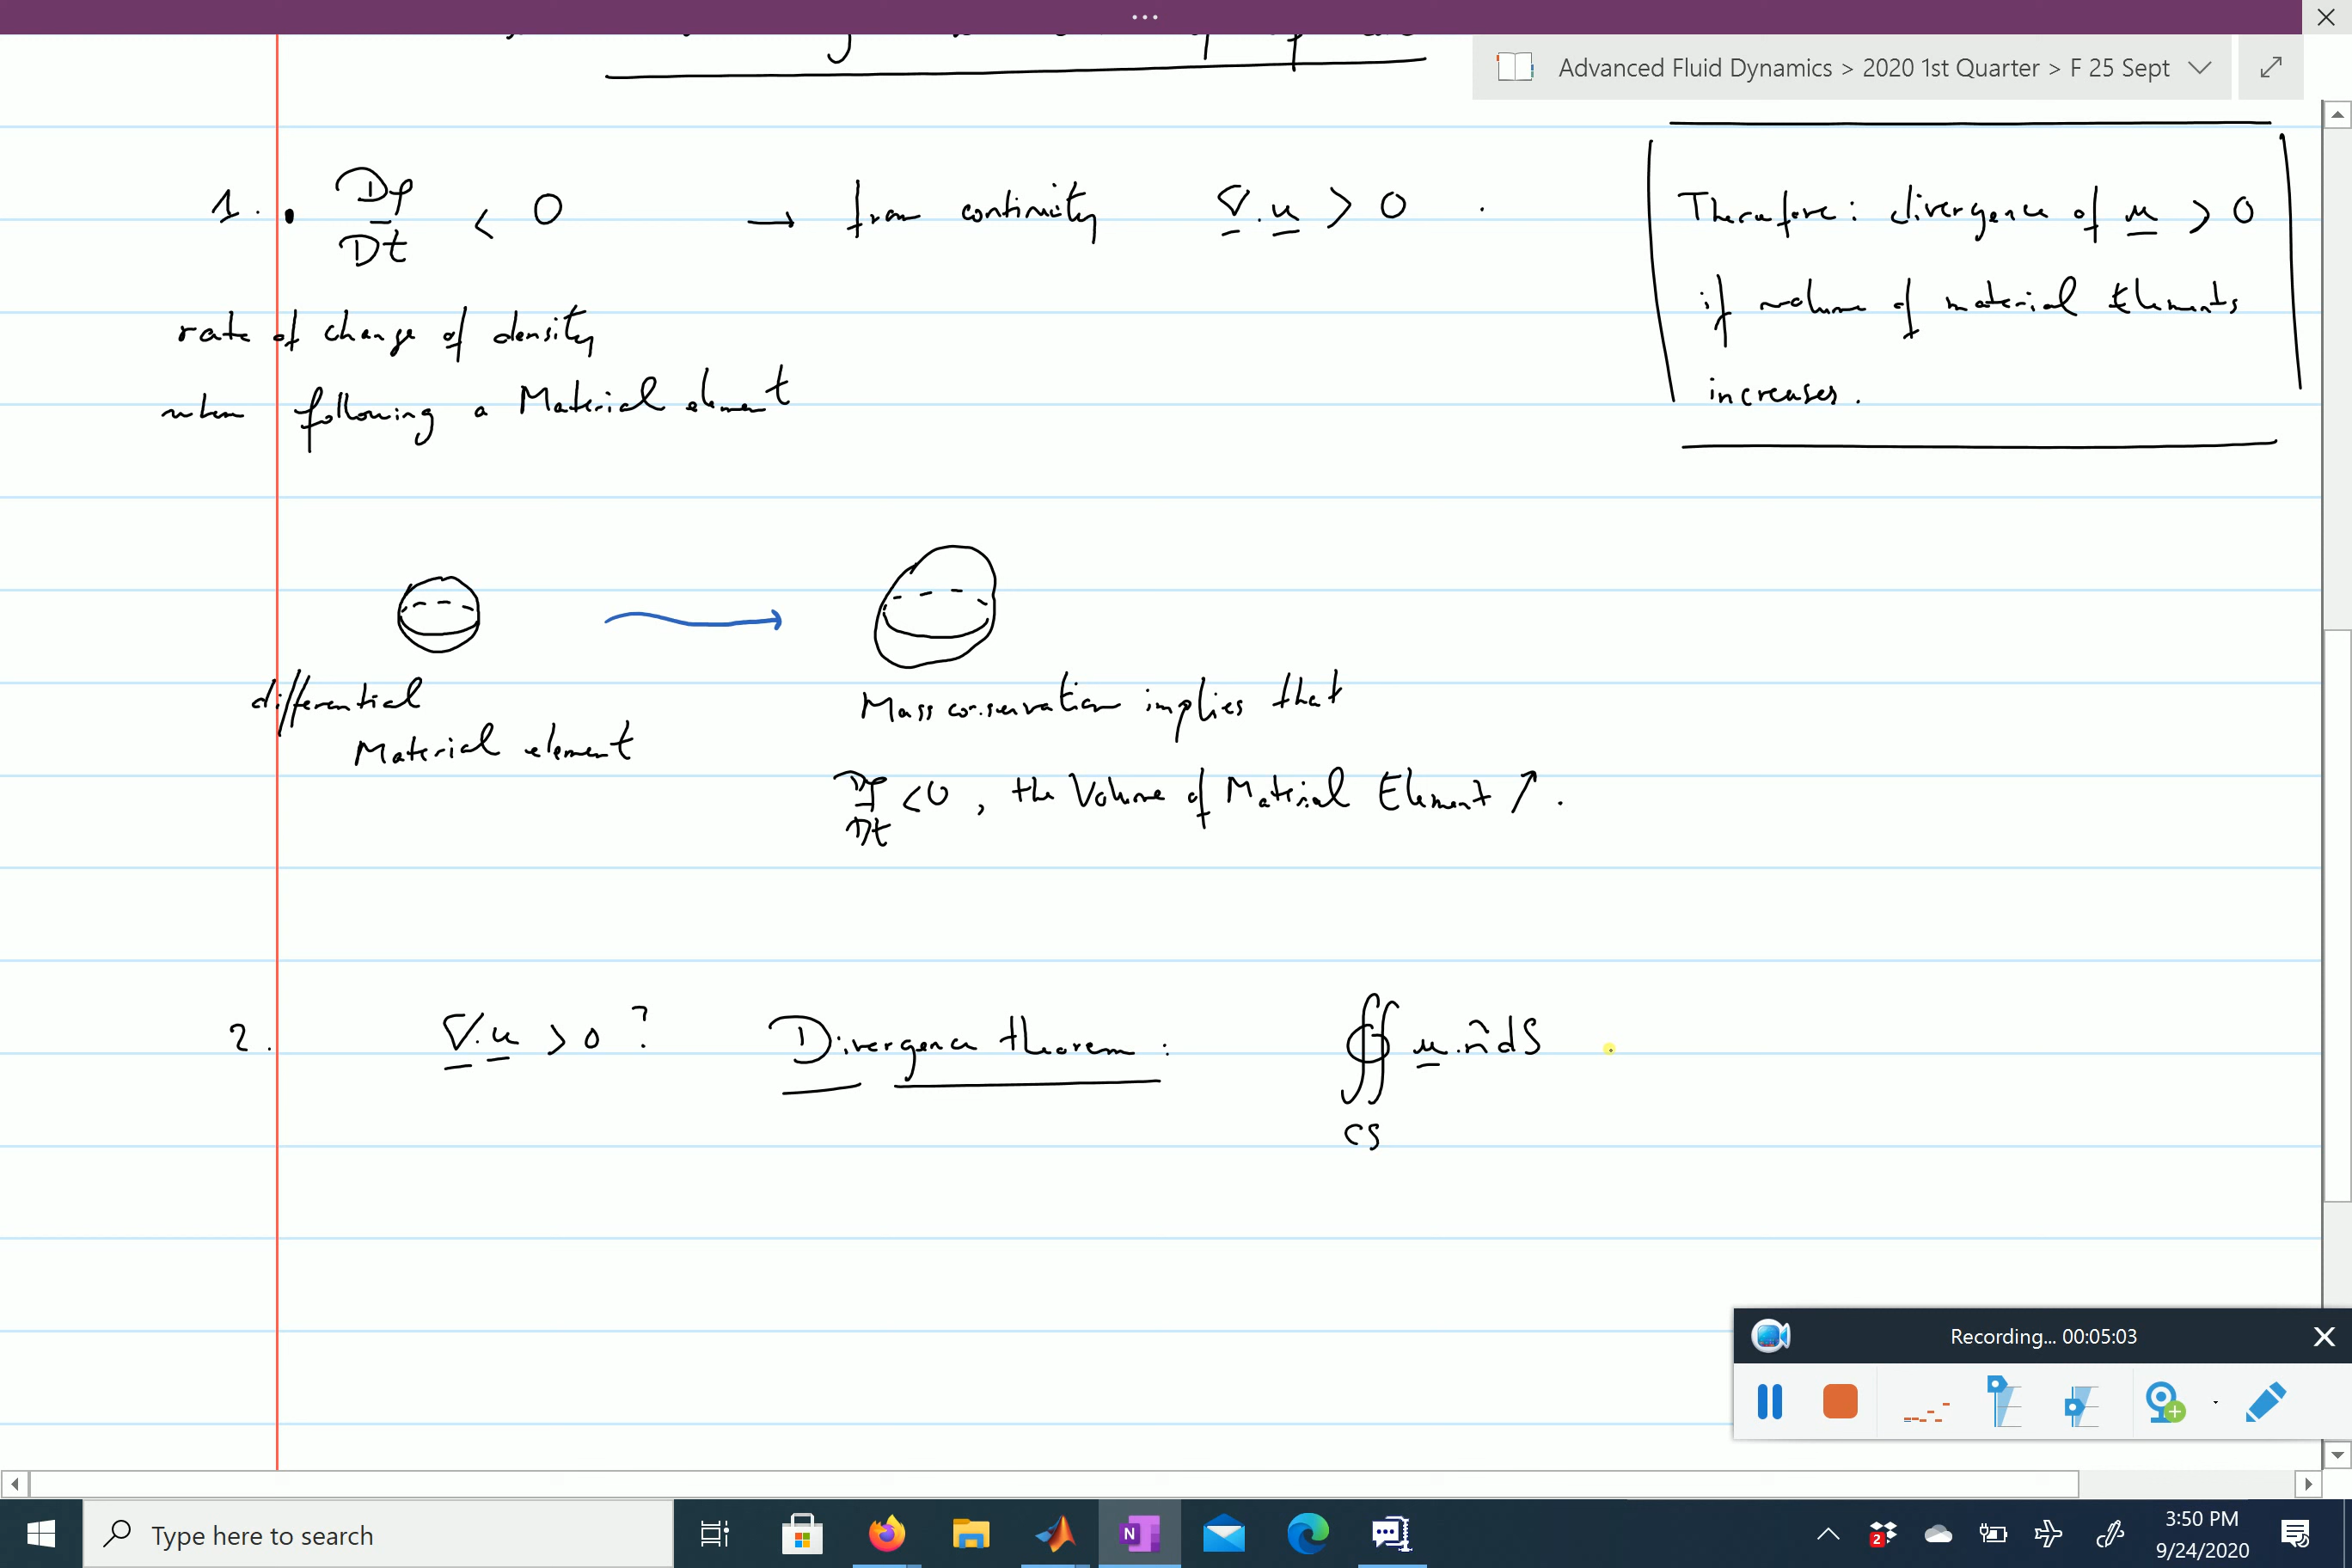 Advanced Fluid Dynamics > 2020 1st Quarter > F 25 Sept
1. • Dρ/Dt < 0 → from continuity ∇.u > 0 .
rate of change of density
when following a Material element
Therefore: divergence of u > 0
if volume of material Elements
increases.
differential
Material element
Mass conservation implies that
Dρ/Dt <0, the Volume of Material Element ↗.
2. ∇.u > 0 ? Divergence theorem: ∯ u.n̂ dS
CS
Recording... 00:05:03
Type here to search
N
2
3:50 PM
9/24/2020